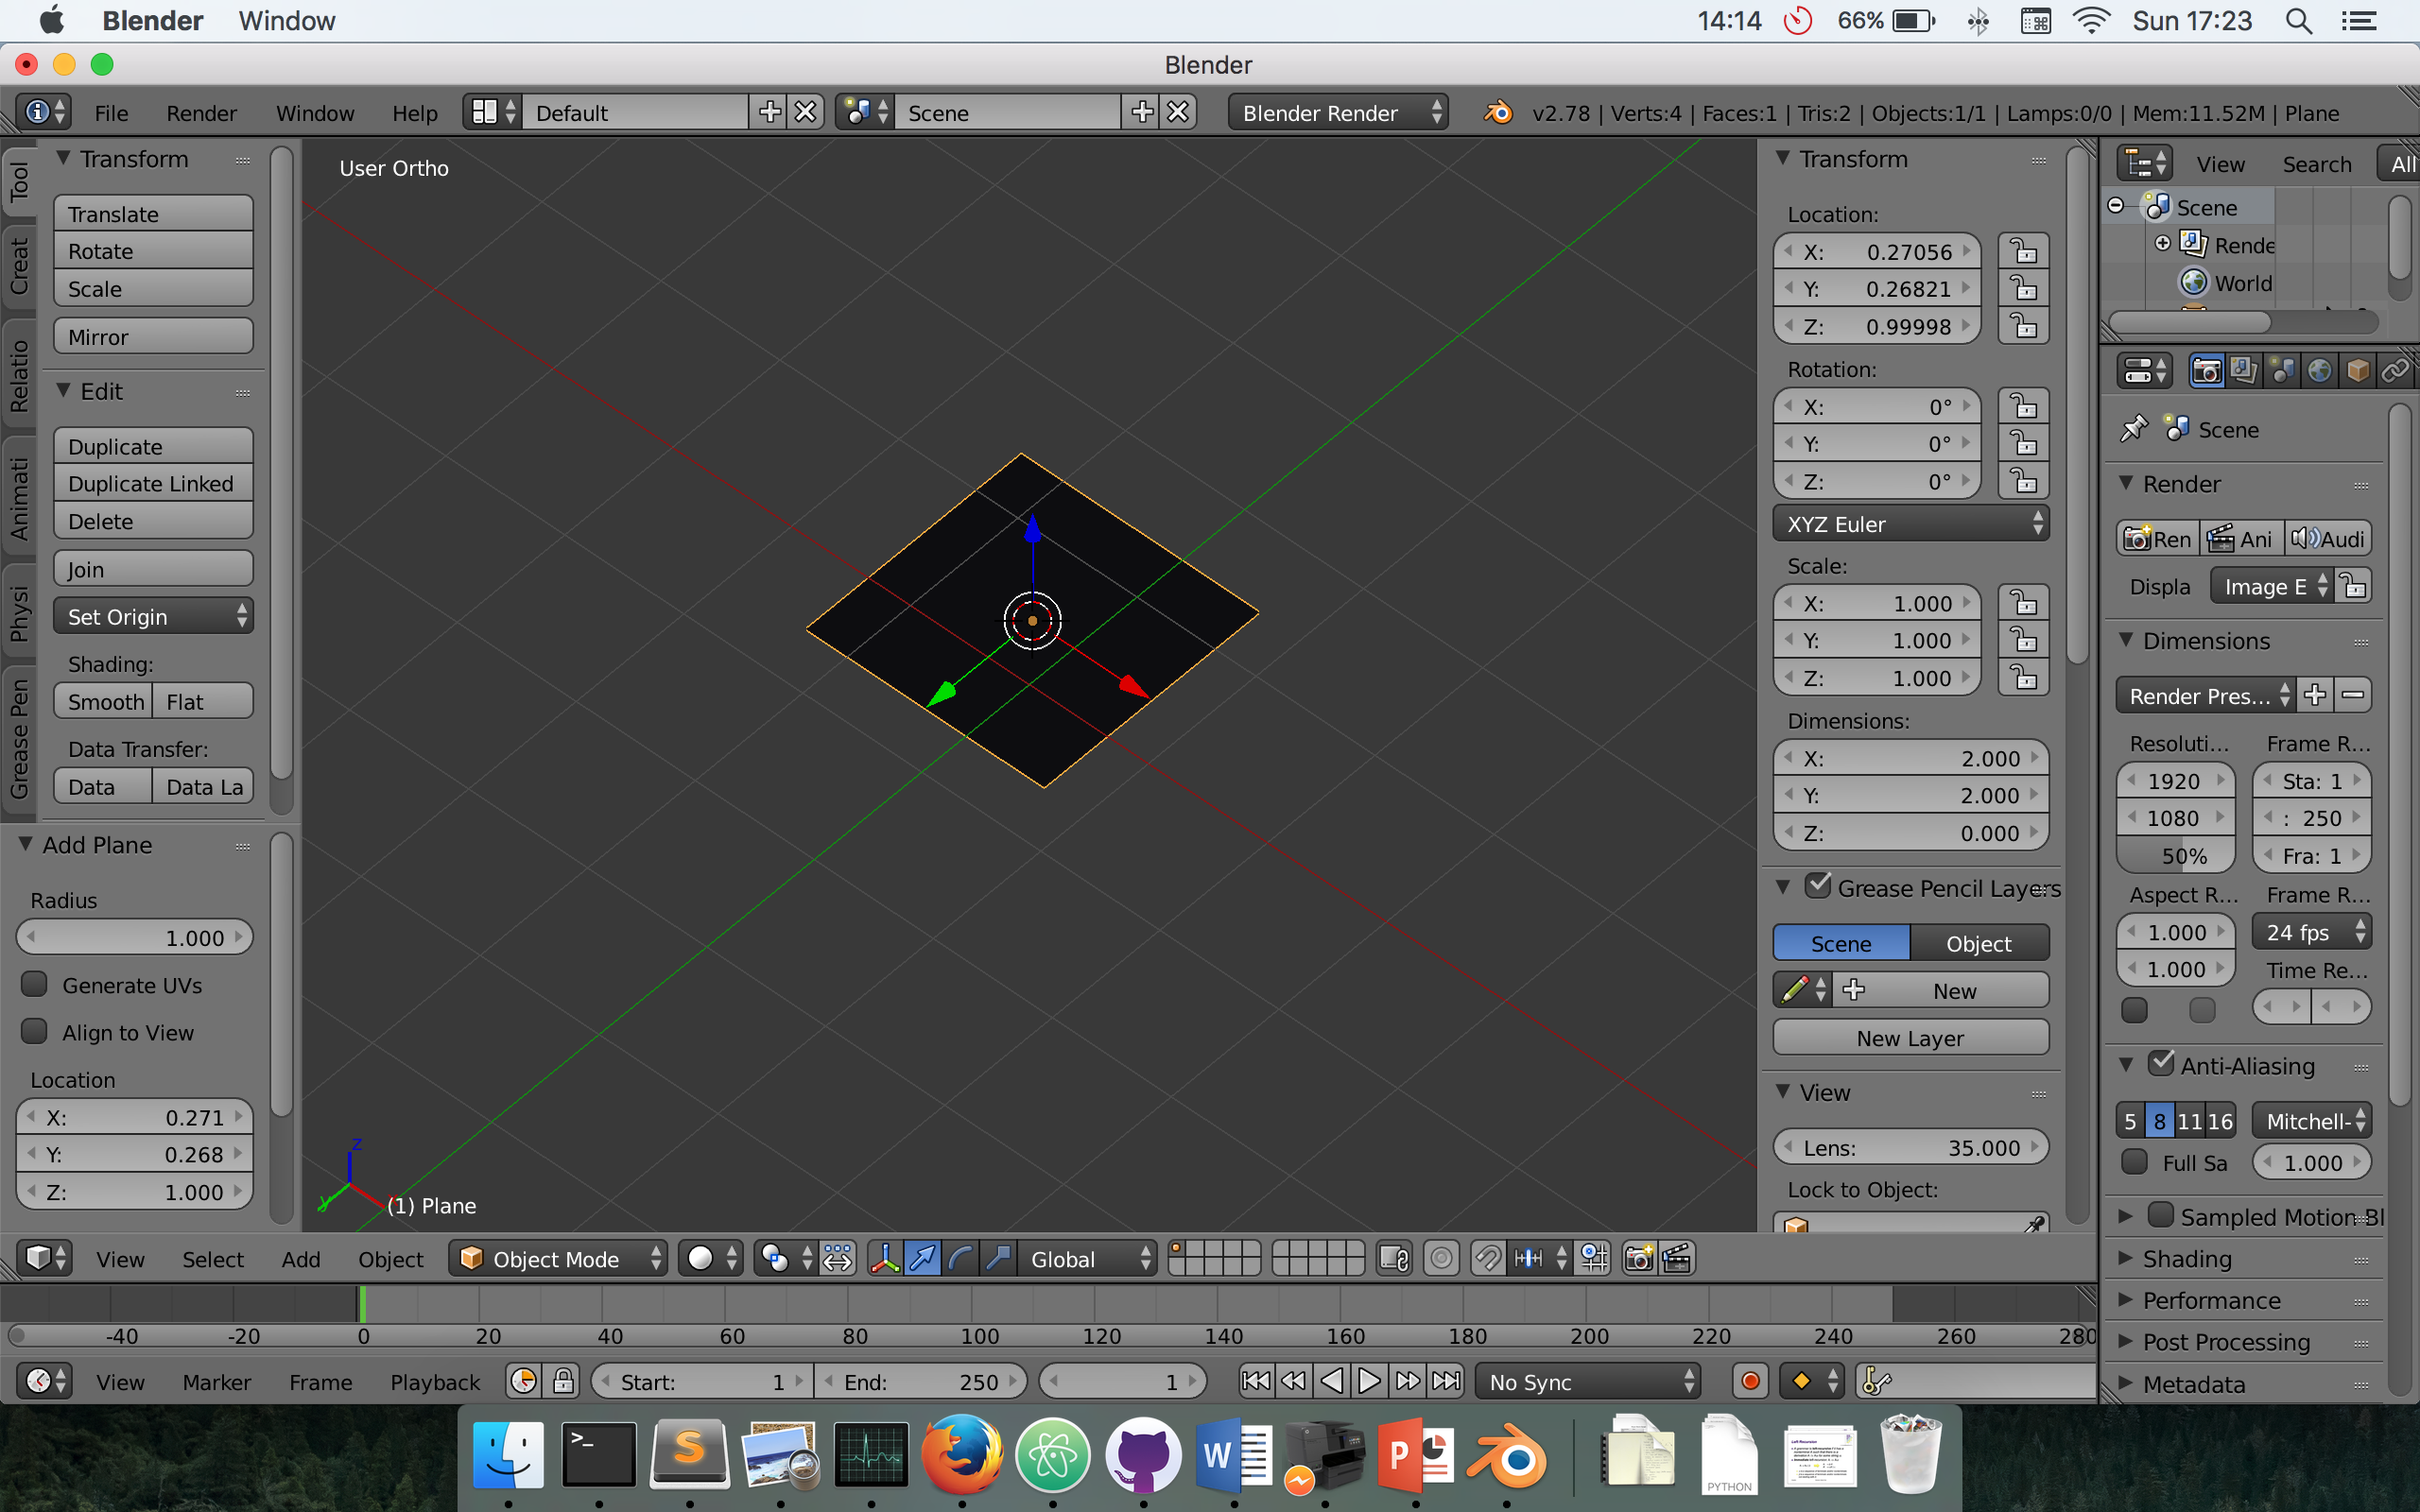 Blender Window 14:14 66% Sun 17:23
Blender
File Render Window Help Default Scene Blender Render v2.78 | Verts:4 | Faces:1 | Tris:2 | Objects:1/1 | Lamps:0/0 | Mem:11.52M | Plane
Tool
Creat
Relatio
Animati
Physi
Grease Pen
Transform
Translate
Rotate
Scale
Mirror
Edit
Duplicate
Duplicate Linked
Delete
Join
Set Origin
Shading:
Smooth Flat
Data Transfer:
Data Data La
Add Plane
Radius
1.000
Generate UVs
Align to View
Location
X: 0.271
Y: 0.268
Z: 1.000
User Ortho
z
y
(1) Plane
Transform
Location:
X: 0.27056
Y: 0.26821
Z: 0.99998
Rotation:
X: 0°
Y: 0°
Z: 0°
XYZ Euler
Scale:
X: 1.000
Y: 1.000
Z: 1.000
Dimensions:
X: 2.000
Y: 2.000
Z: 0.000
Grease Pencil Layers
Scene Object
New
New Layer
View
Lens: 35.000
Lock to Object:
View Search All
Scene
Rende
World
Scene
Render
Ren Ani Audi
Displa Image E
Dimensions
Render Pres...
Resoluti... Frame R...
1920 Sta: 1
1080 : 250
50% Fra: 1
Aspect R... Frame R...
1.000 24 fps
1.000 Time Re...
Anti-Aliasing
5 8 11 16 Mitchell-
Full Sa 1.000
Sampled Motion Bl
Shading
Performance
Post Processing
Metadata
View Select Add Object Object Mode Global
-40 -20 0 20 40 60 80 100 120 140 160 180 200 220 240 260 280
View Marker Frame Playback Start: 1 End: 250 1 No Sync
>_
S
W
P
PYTHON